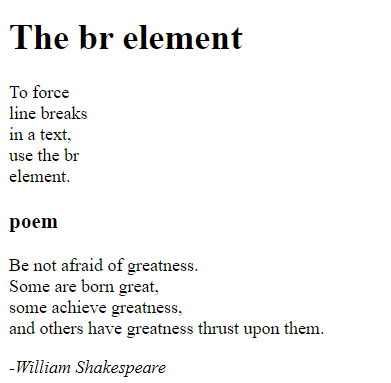 The br element
To force
line breaks
in a text,
use the br
element.
poem
Be not afraid of greatness.
Some are born great,
some achieve greatness,
and others have greatness thrust upon them.
-William Shakespeare